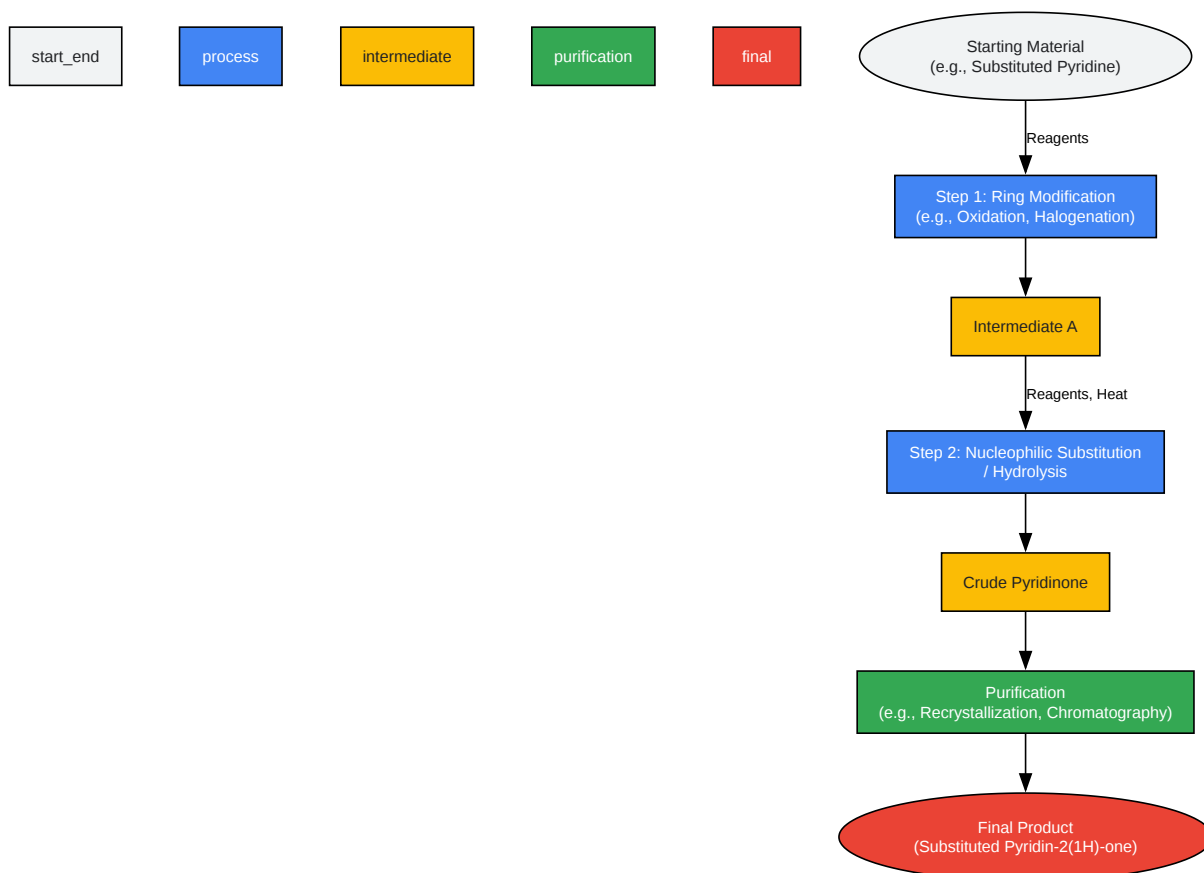 start_end
process
intermediate
purification
final
Starting Material
(e.g., Substituted Pyridine)
Reagents
Step 1: Ring Modification
(e.g., Oxidation, Halogenation)
Intermediate A
Reagents, Heat
Step 2: Nucleophilic Substitution
/ Hydrolysis
Crude Pyridinone
Purification
(e.g., Recrystallization, Chromatography)
Final Product
(Substituted Pyridin-2(1H)-one)